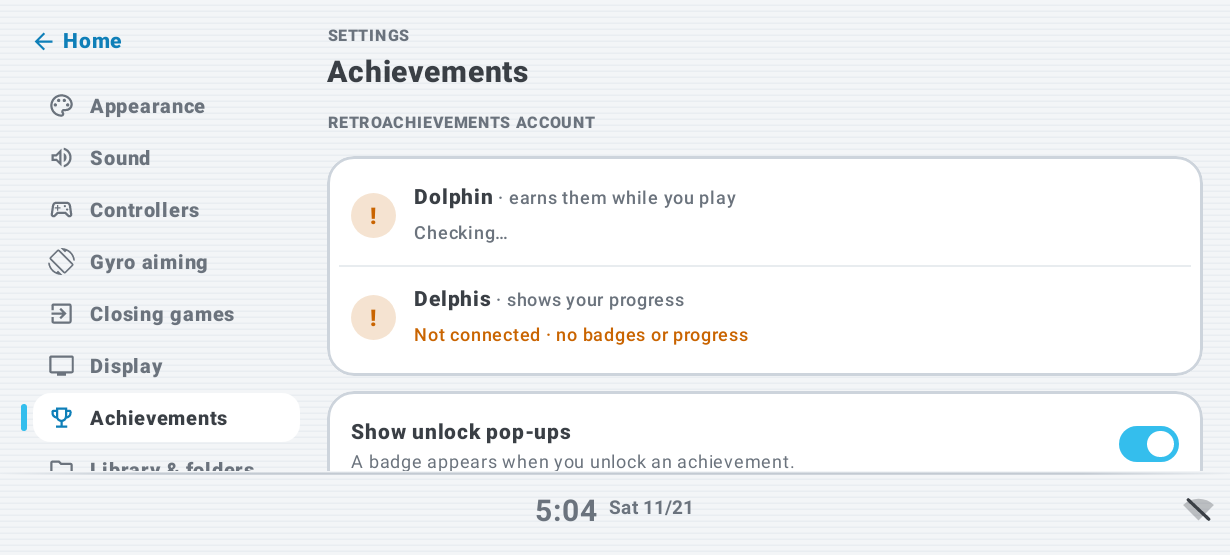 Home
Appearance
Sound
Controllers
Gyro aiming
Closing games
Display
Achievements
Library & folders
SETTINGS
Achievements
RETROACHIEVEMENTS ACCOUNT
! Dolphin · earns them while you play
Checking…
! Delphis · shows your progress
Not connected · no badges or progress
Show unlock pop-ups
A badge appears when you unlock an achievement.
5:04 Sat 11/21